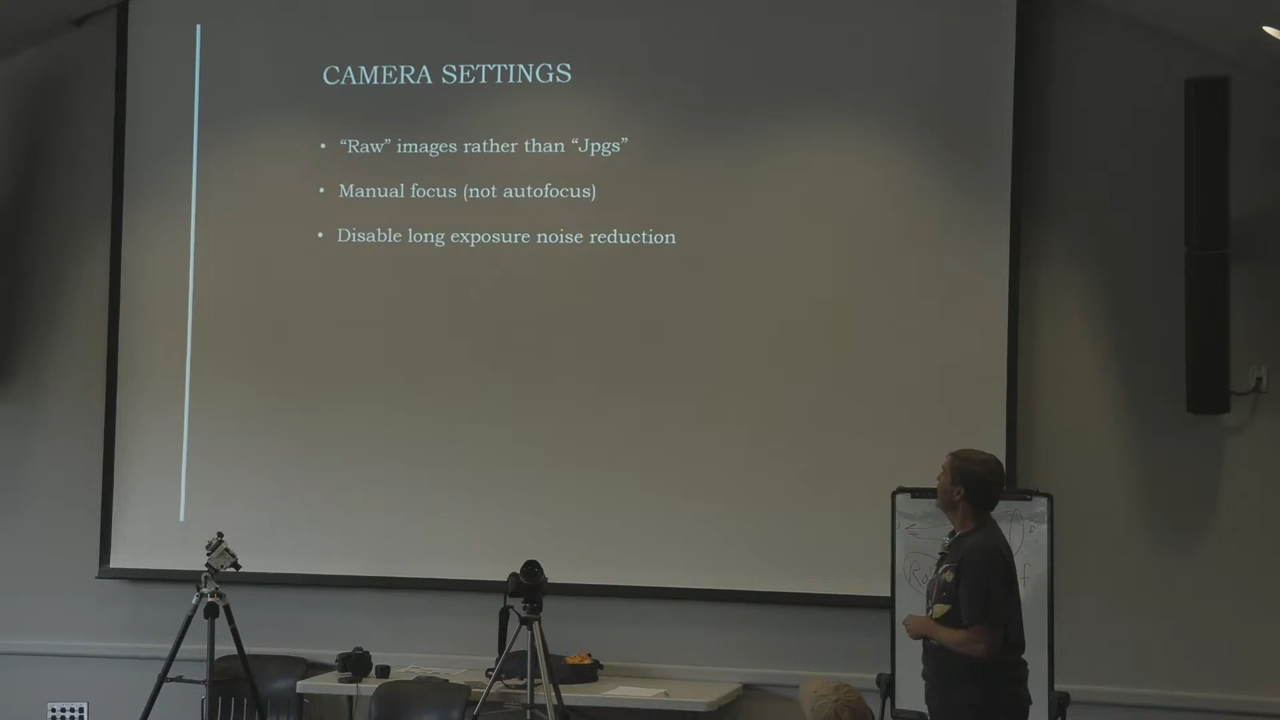 CAMERA SETTINGS
• “Raw” images rather than “Jpgs”
• Manual focus (not autofocus)
• Disable long exposure noise reduction